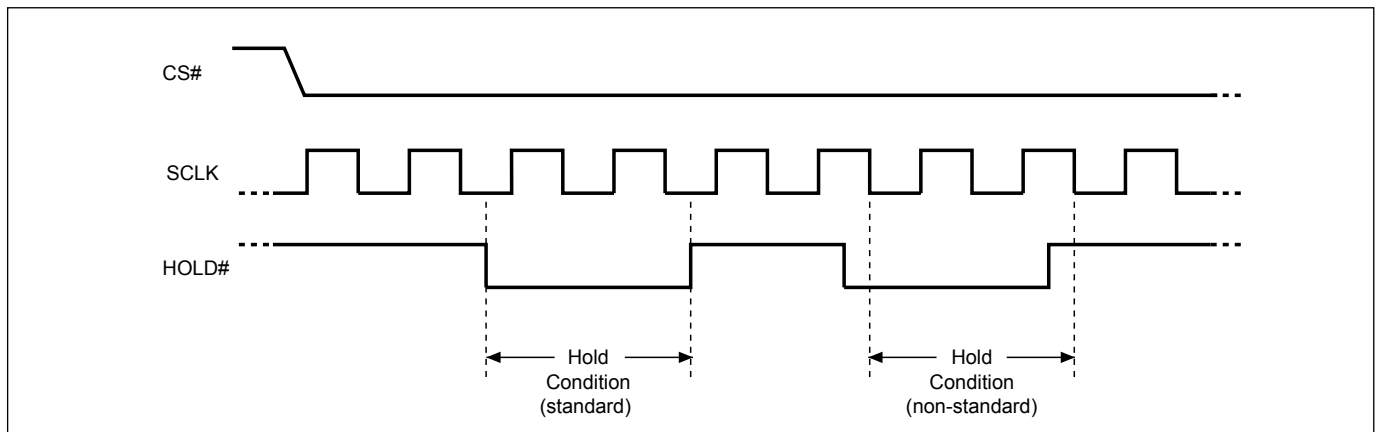 CS#
SCLK
HOLD#
Hold
Condition
(standard)
Hold
Condition
(non-standard)